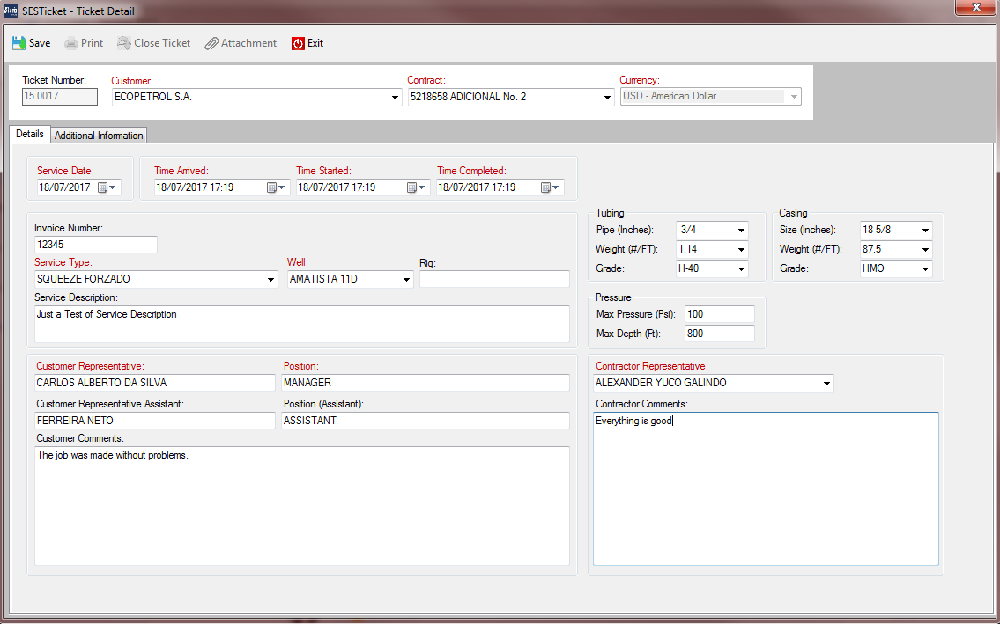 SESTicket - Ticket Detail
Save Print Close Ticket Attachment Exit
Ticket Number: Customer: Contract: Currency:
15.0017 ECOPETROL S.A. 5218658 ADICIONAL No. 2 USD - American Dollar
Details Additional Information
Service Date: Time Arrived: Time Started: Time Completed:
18/07/2017 18/07/2017 17:19 18/07/2017 17:19 18/07/2017 17:19
Invoice Number:
12345
Service Type: Well: Rig:
SQUEEZE FORZADO AMATISTA 11D
Service Description:
Just a Test of Service Description
Tubing
Pipe (Inches): 3/4
Weight (#/FT): 1,14
Grade: H-40
Casing
Size (Inches): 18 5/8
Weight (#/FT): 87,5
Grade: HMO
Pressure
Max Pressure (Psi): 100
Max Depth (Ft): 800
Customer Representative: Position:
CARLOS ALBERTO DA SILVA MANAGER
Customer Representative Assistant: Position (Assistant):
FERREIRA NETO ASSISTANT
Customer Comments:
The job was made without problems.
Contractor Representative:
ALEXANDER YUCO GALINDO
Contractor Comments:
Everything is good